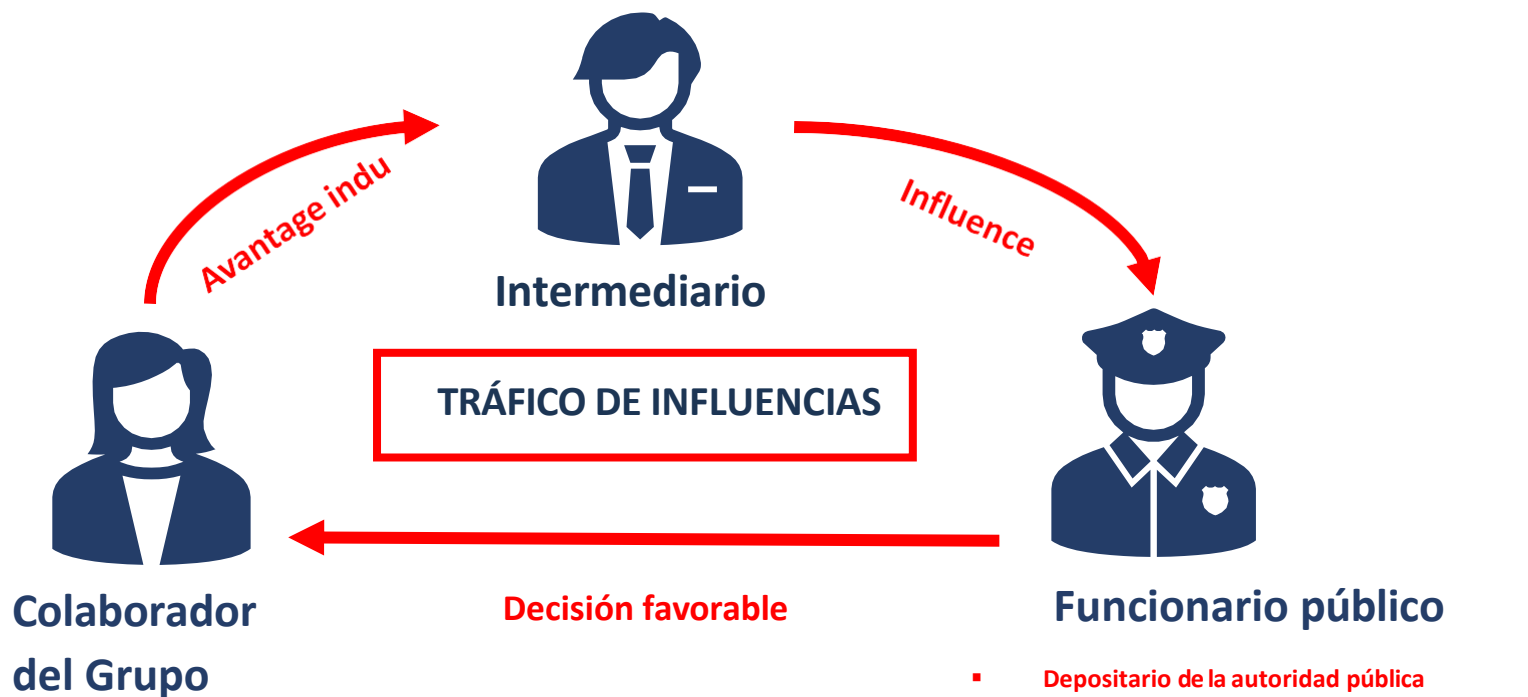 Avantage indu
Influence
Intermediario
TRÁFICO DE INFLUENCIAS
Colaborador
del Grupo
Decisión favorable
Funcionario público
▪ Depositario de la autoridad pública